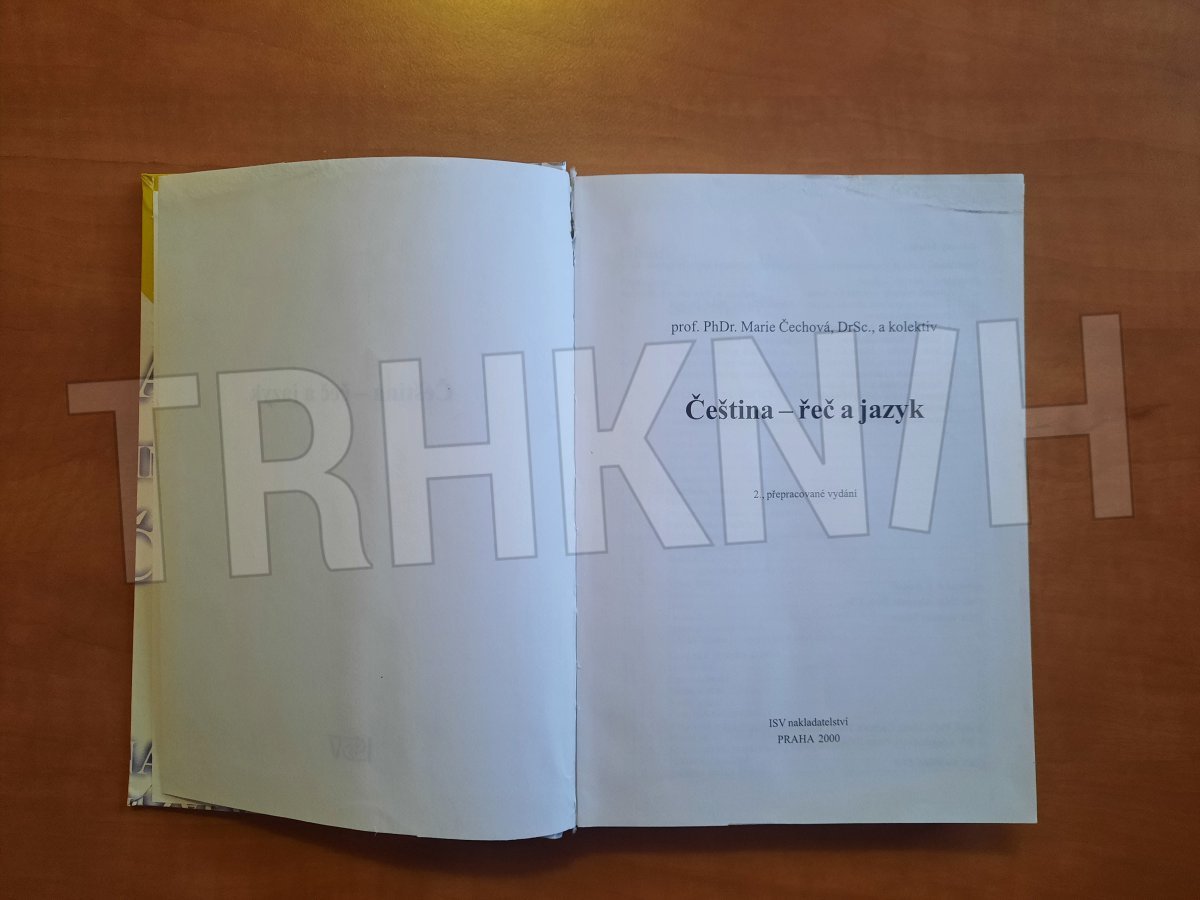 prof. PhDr. Marie Čechová, DrSc., a kolektiv
Čeština – řeč a jazyk
2., přepracované vydání
ISV nakladatelství
PRAHA 2000
TRHKNIH